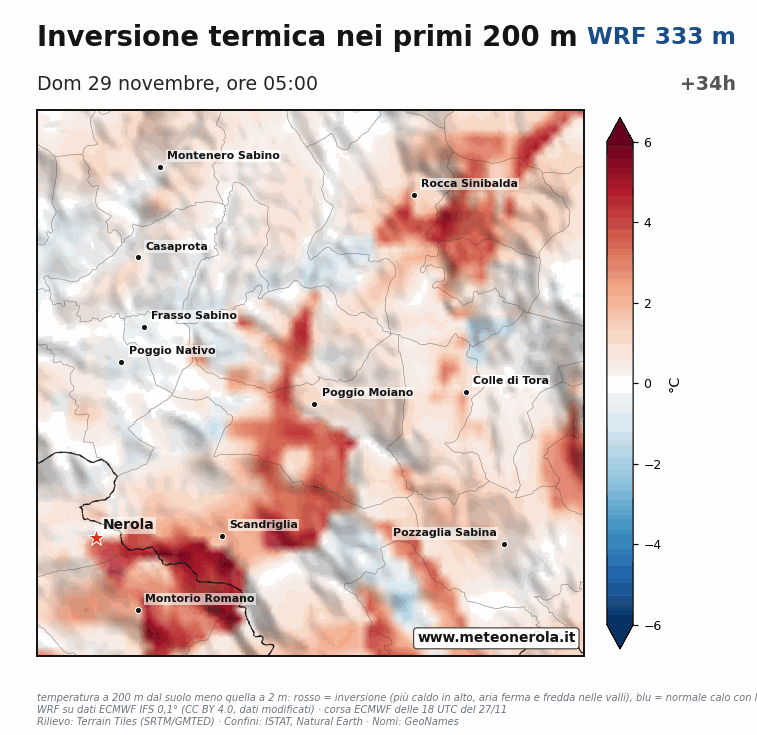 Inversione termica nei primi 200 m WRF 333 m
Dom 29 novembre, ore 05:00 +34h
Montenero Sabino
Rocca Sinibalda
Casaprota
Frasso Sabino
Poggio Nativo
Poggio Moiano
Colle di Tora
Nerola
Scandriglia
Pozzaglia Sabina
Montorio Romano
www.meteonerola.it
6
4
2
0
−2
−4
−6
°C
temperatura a 200 m dal suolo meno quella a 2 m: rosso = inversione (più caldo in alto, aria ferma e fredda nelle valli), blu = normale calo con l
WRF su dati ECMWF IFS 0,1° (CC BY 4.0, dati modificati) · corsa ECMWF delle 18 UTC del 27/11
Rilievo: Terrain Tiles (SRTM/GMTED) · Confini: ISTAT, Natural Earth · Nomi: GeoNames